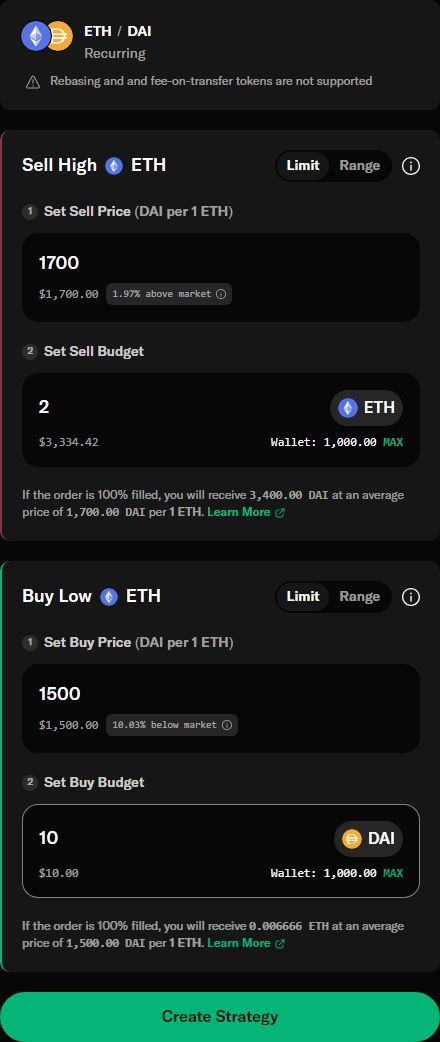 ETH / DAI
Recurring
Rebasing and and fee-on-transfer tokens are not supported
Sell High ETH Limit Range
1 Set Sell Price (DAI per 1 ETH)
1700
$1,700.00 1.97% above market
2 Set Sell Budget
2 ETH
$3,334.42 Wallet: 1,000.00 MAX
If the order is 100% filled, you will receive 3,400.00 DAI at an average
price of 1,700.00 DAI per 1 ETH. Learn More
Buy Low ETH Limit Range
1 Set Buy Price (DAI per 1 ETH)
1500
$1,500.00 10.03% below market
2 Set Buy Budget
10 DAI
$10.00 Wallet: 1,000.00 MAX
If the order is 100% filled, you will receive 0.006666 ETH at an average
price of 1,500.00 DAI per 1 ETH. Learn More
Create Strategy